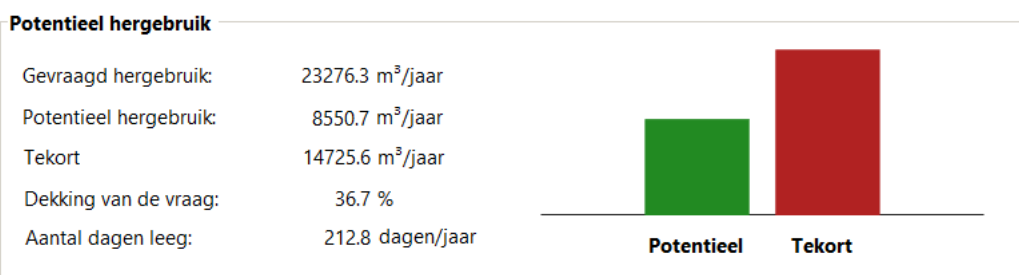 Potentieel hergebruik
Gevraagd hergebruik: 23276.3 m³/jaar
Potentieel hergebruik: 8550.7 m³/jaar
Tekort 14725.6 m³/jaar
Dekking van de vraag: 36.7 %
Aantal dagen leeg: 212.8 dagen/jaar
Potentieel Tekort